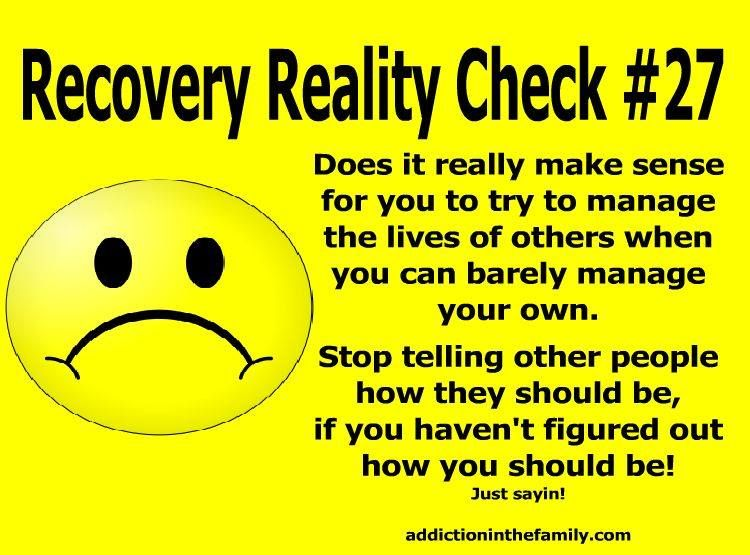 Recovery Reality Check #27
Does it really make sense
for you to try to manage
the lives of others when
you can barely manage
your own.
Stop telling other people
how they should be,
if you haven't figured out
how you should be!
Just sayin!
addictioninthefamily.com